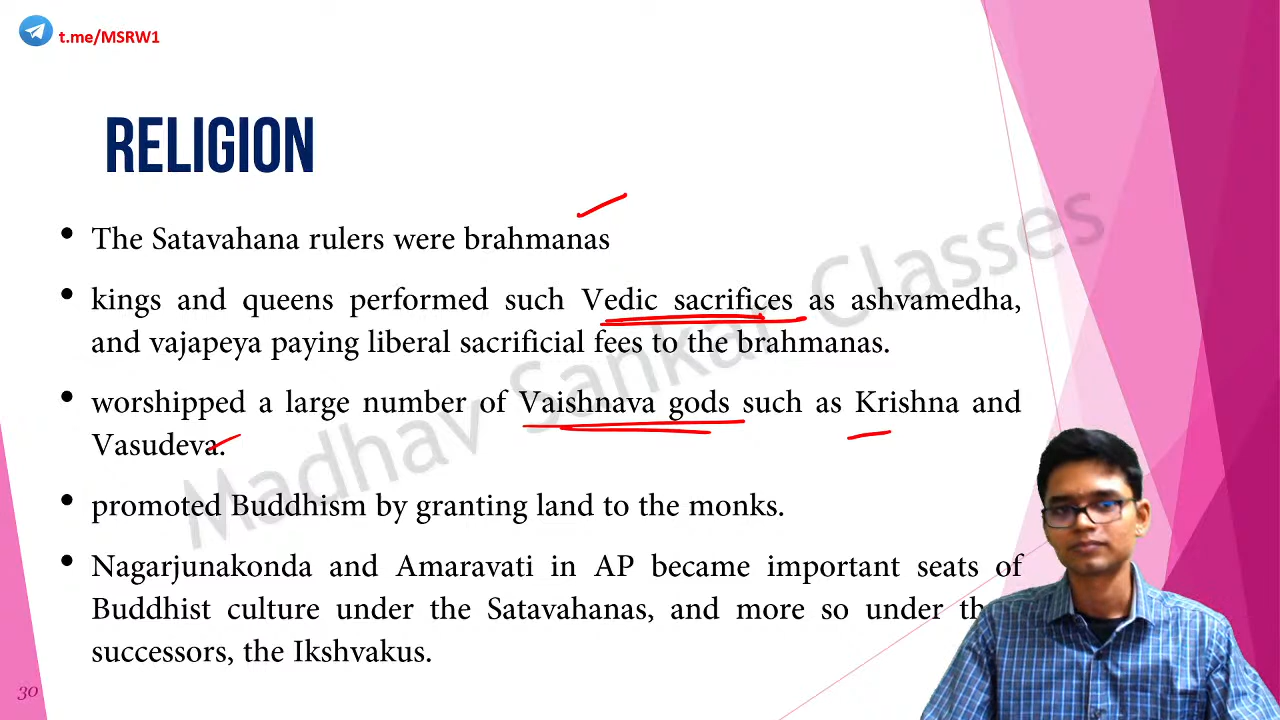 t.me/MSRW1
RELIGION
• The Satavahana rulers were brahmanas
• kings and queens performed such Vedic sacrifices as ashvamedha,
and vajapeya paying liberal sacrificial fees to the brahmanas.
• worshipped a large number of Vaishnava gods such as Krishna and
Vasudeva.
• promoted Buddhism by granting land to the monks.
• Nagarjunakonda and Amaravati in AP became important seats of
Buddhist culture under the Satavahanas, and more so under
successors, the Ikshvakus.
Madhav Sankar Classes
30